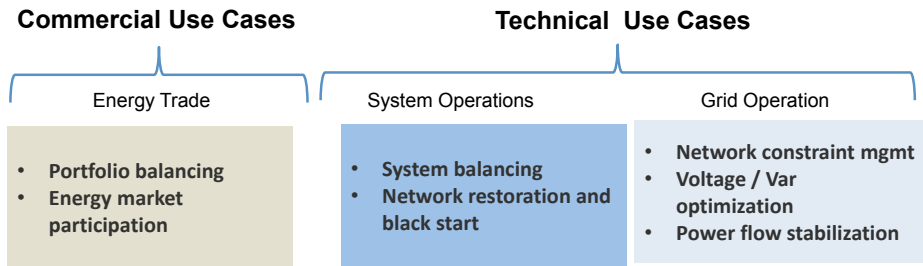 Commercial Use Cases
Technical Use Cases
Energy Trade
System Operations
Grid Operation
• Portfolio balancing
• Energy market
participation
• System balancing
• Network restoration and
black start
• Network constraint mgmt
• Voltage / Var
optimization
• Power flow stabilization